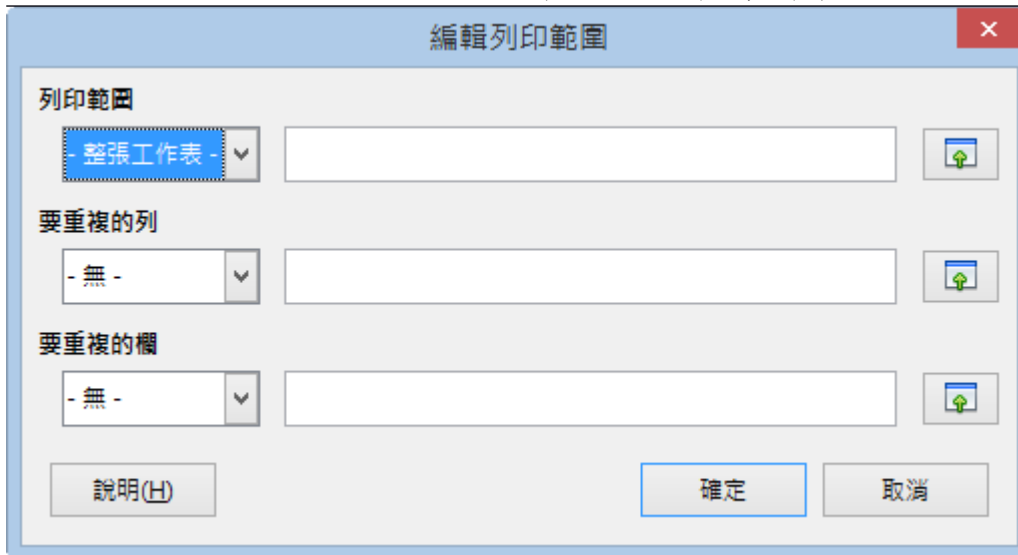 編輯列印範圍
列印範圍
- 整張工作表 -
要重複的列
- 無 -
要重複的欄
- 無 -
說明(H)
確定
取消